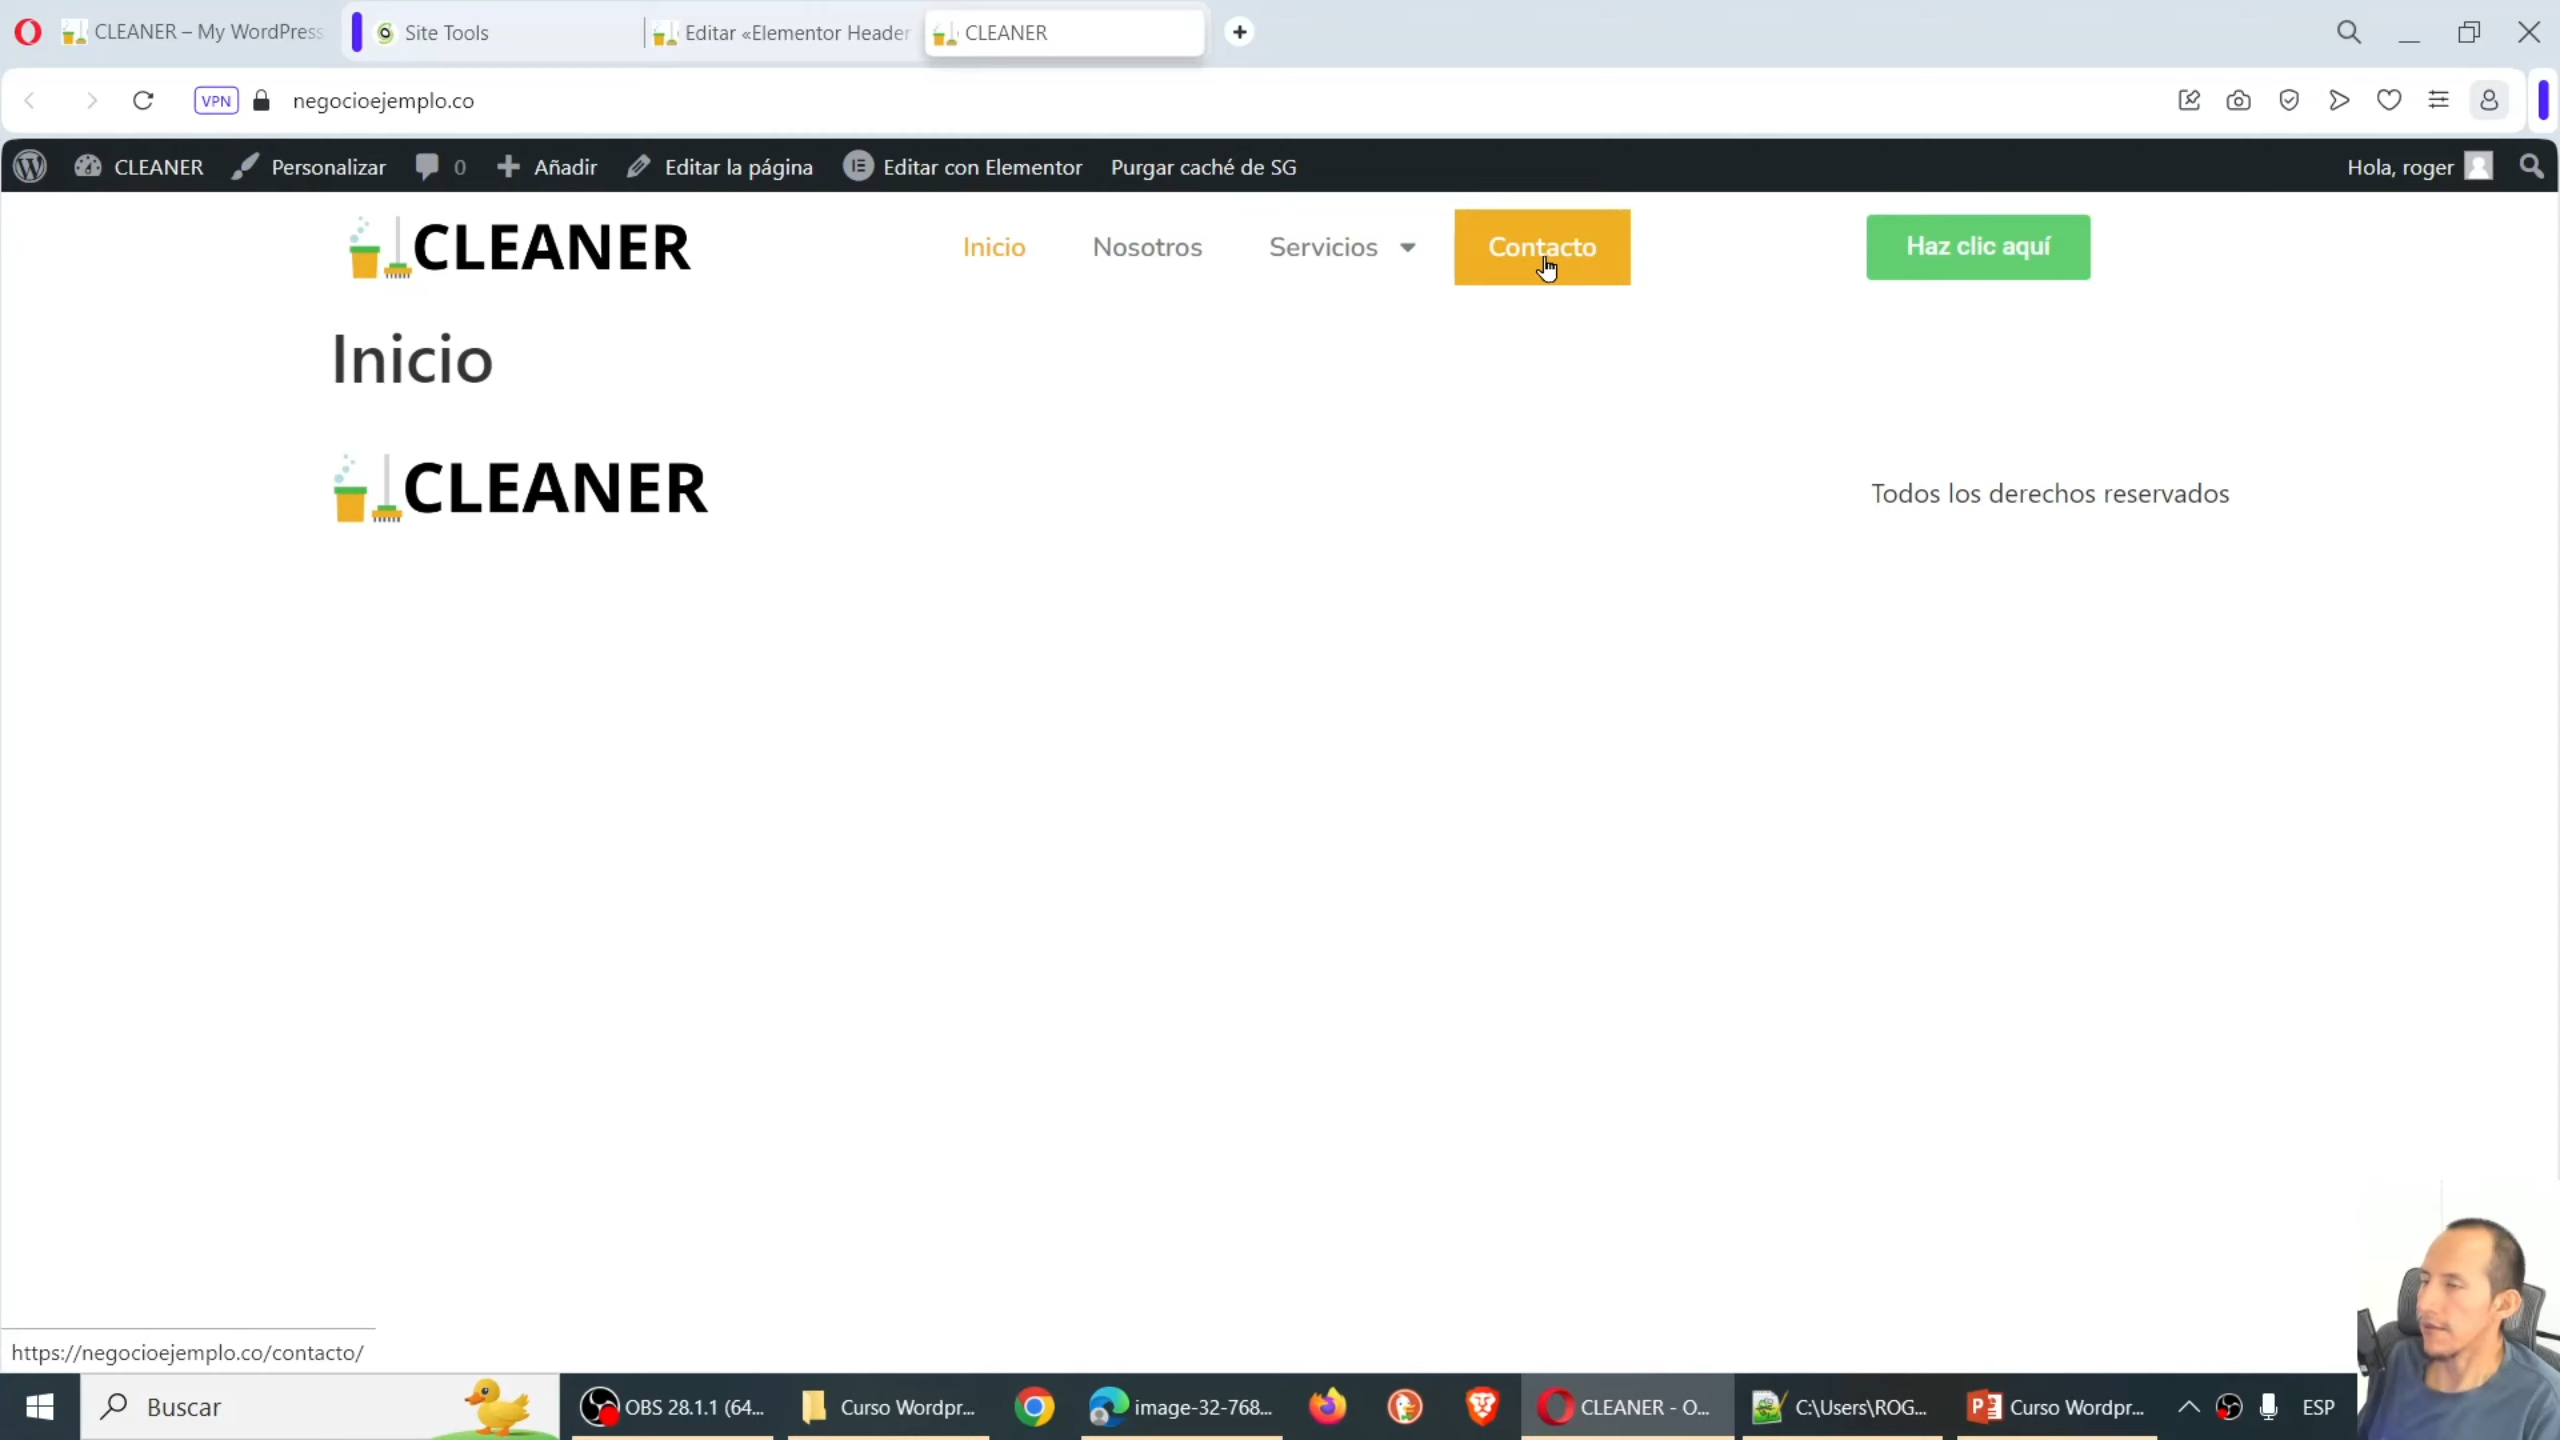 CLEANER – My WordPress
Site Tools
Editar «Elementor Header
CLEANER
VPN
negocioejemplo.co
CLEANER
Personalizar
0
Añadir
Editar la página
Editar con Elementor
Purgar caché de SG
Hola, roger
CLEANER
Inicio
Nosotros
Servicios
Contacto
Haz clic aquí
Inicio
CLEANER
Todos los derechos reservados
https://negocioejemplo.co/contacto/
Buscar
OBS 28.1.1 (64...
Curso Wordpr...
image-32-768...
CLEANER - O...
C:\Users\ROG...
Curso Wordpr...
ESP